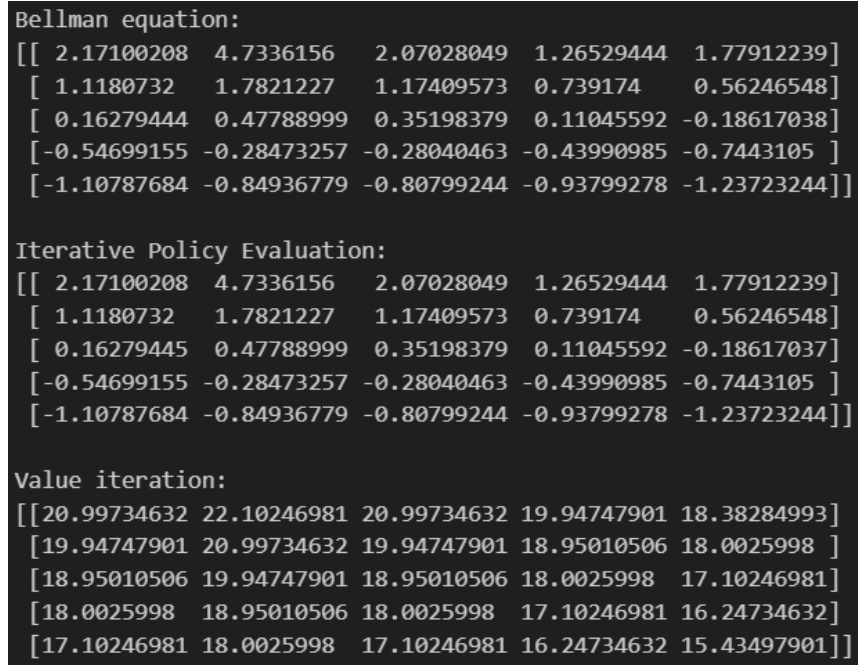 Bellman equation:
[[ 2.17100208  4.7336156   2.07028049  1.26529444  1.77912239]
 [ 1.1180732   1.7821227   1.17409573  0.739174    0.56246548]
 [ 0.16279444  0.47788999  0.35198379  0.11045592 -0.18617038]
 [-0.54699155 -0.28473257 -0.28040463 -0.43990985 -0.7443105 ]
 [-1.10787684 -0.84936779 -0.80799244 -0.93799278 -1.23723244]]

Iterative Policy Evaluation:
[[ 2.17100208  4.7336156   2.07028049  1.26529444  1.77912239]
 [ 1.1180732   1.7821227   1.17409573  0.739174    0.56246548]
 [ 0.16279445  0.47788999  0.35198379  0.11045592 -0.18617037]
 [-0.54699155 -0.28473257 -0.28040463 -0.43990985 -0.7443105 ]
 [-1.10787684 -0.84936779 -0.80799244 -0.93799278 -1.23723244]]

Value iteration:
[[20.99734632 22.10246981 20.99734632 19.94747901 18.38284993]
 [19.94747901 20.99734632 19.94747901 18.95010506 18.0025998 ]
 [18.95010506 19.94747901 18.95010506 18.0025998  17.10246981]
 [18.0025998  18.95010506 18.0025998  17.10246981 16.24734632]
 [17.10246981 18.0025998  17.10246981 16.24734632 15.43497901]]